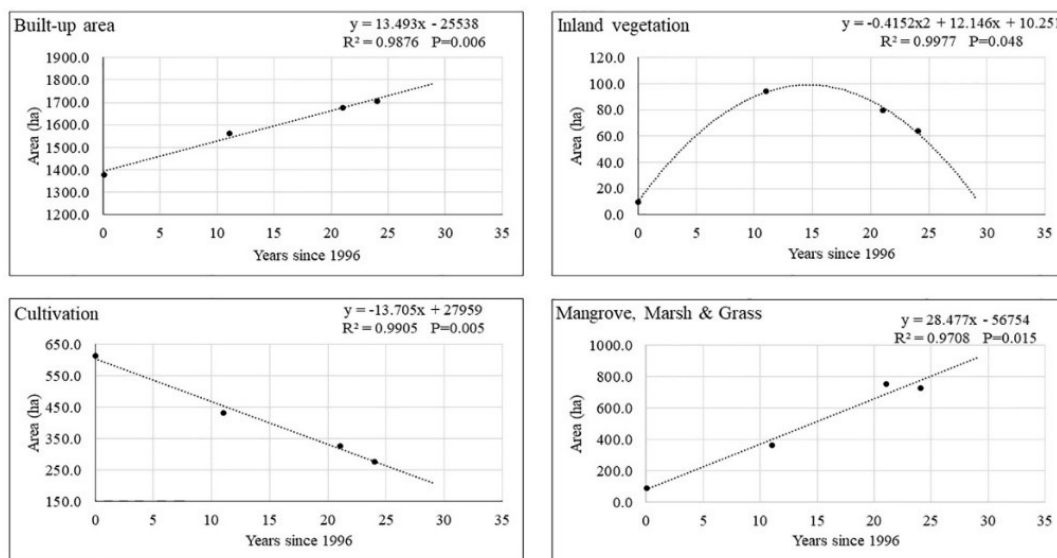 Built-up area
y = 13.493x - 25538
R² = 0.9876 P=0.006
1900.0
1800.0
1700.0
1600.0
1500.0
1400.0
1300.0
1200.0
Area (ha)
0 5 10 15 20 25 30 35
Years since 1996
Inland vegetation
y = -0.4152x2 + 12.146x + 10.251
R² = 0.9977 P=0.048
120.0
100.0
80.0
60.0
40.0
20.0
0.0
Area (ha)
0 5 10 15 20 25 30 35
Years since 1996
Cultivation
y = -13.705x + 27959
R² = 0.9905 P=0.005
650.0
550.0
450.0
350.0
250.0
150.0
Area (ha)
0 5 10 15 20 25 30 35
Years since 1996
Mangrove, Marsh & Grass
y = 28.477x - 56754
R² = 0.9708 P=0.015
1000.0
800.0
600.0
400.0
200.0
0.0
Area (ha)
0 5 10 15 20 25 30 35
Years since 1996